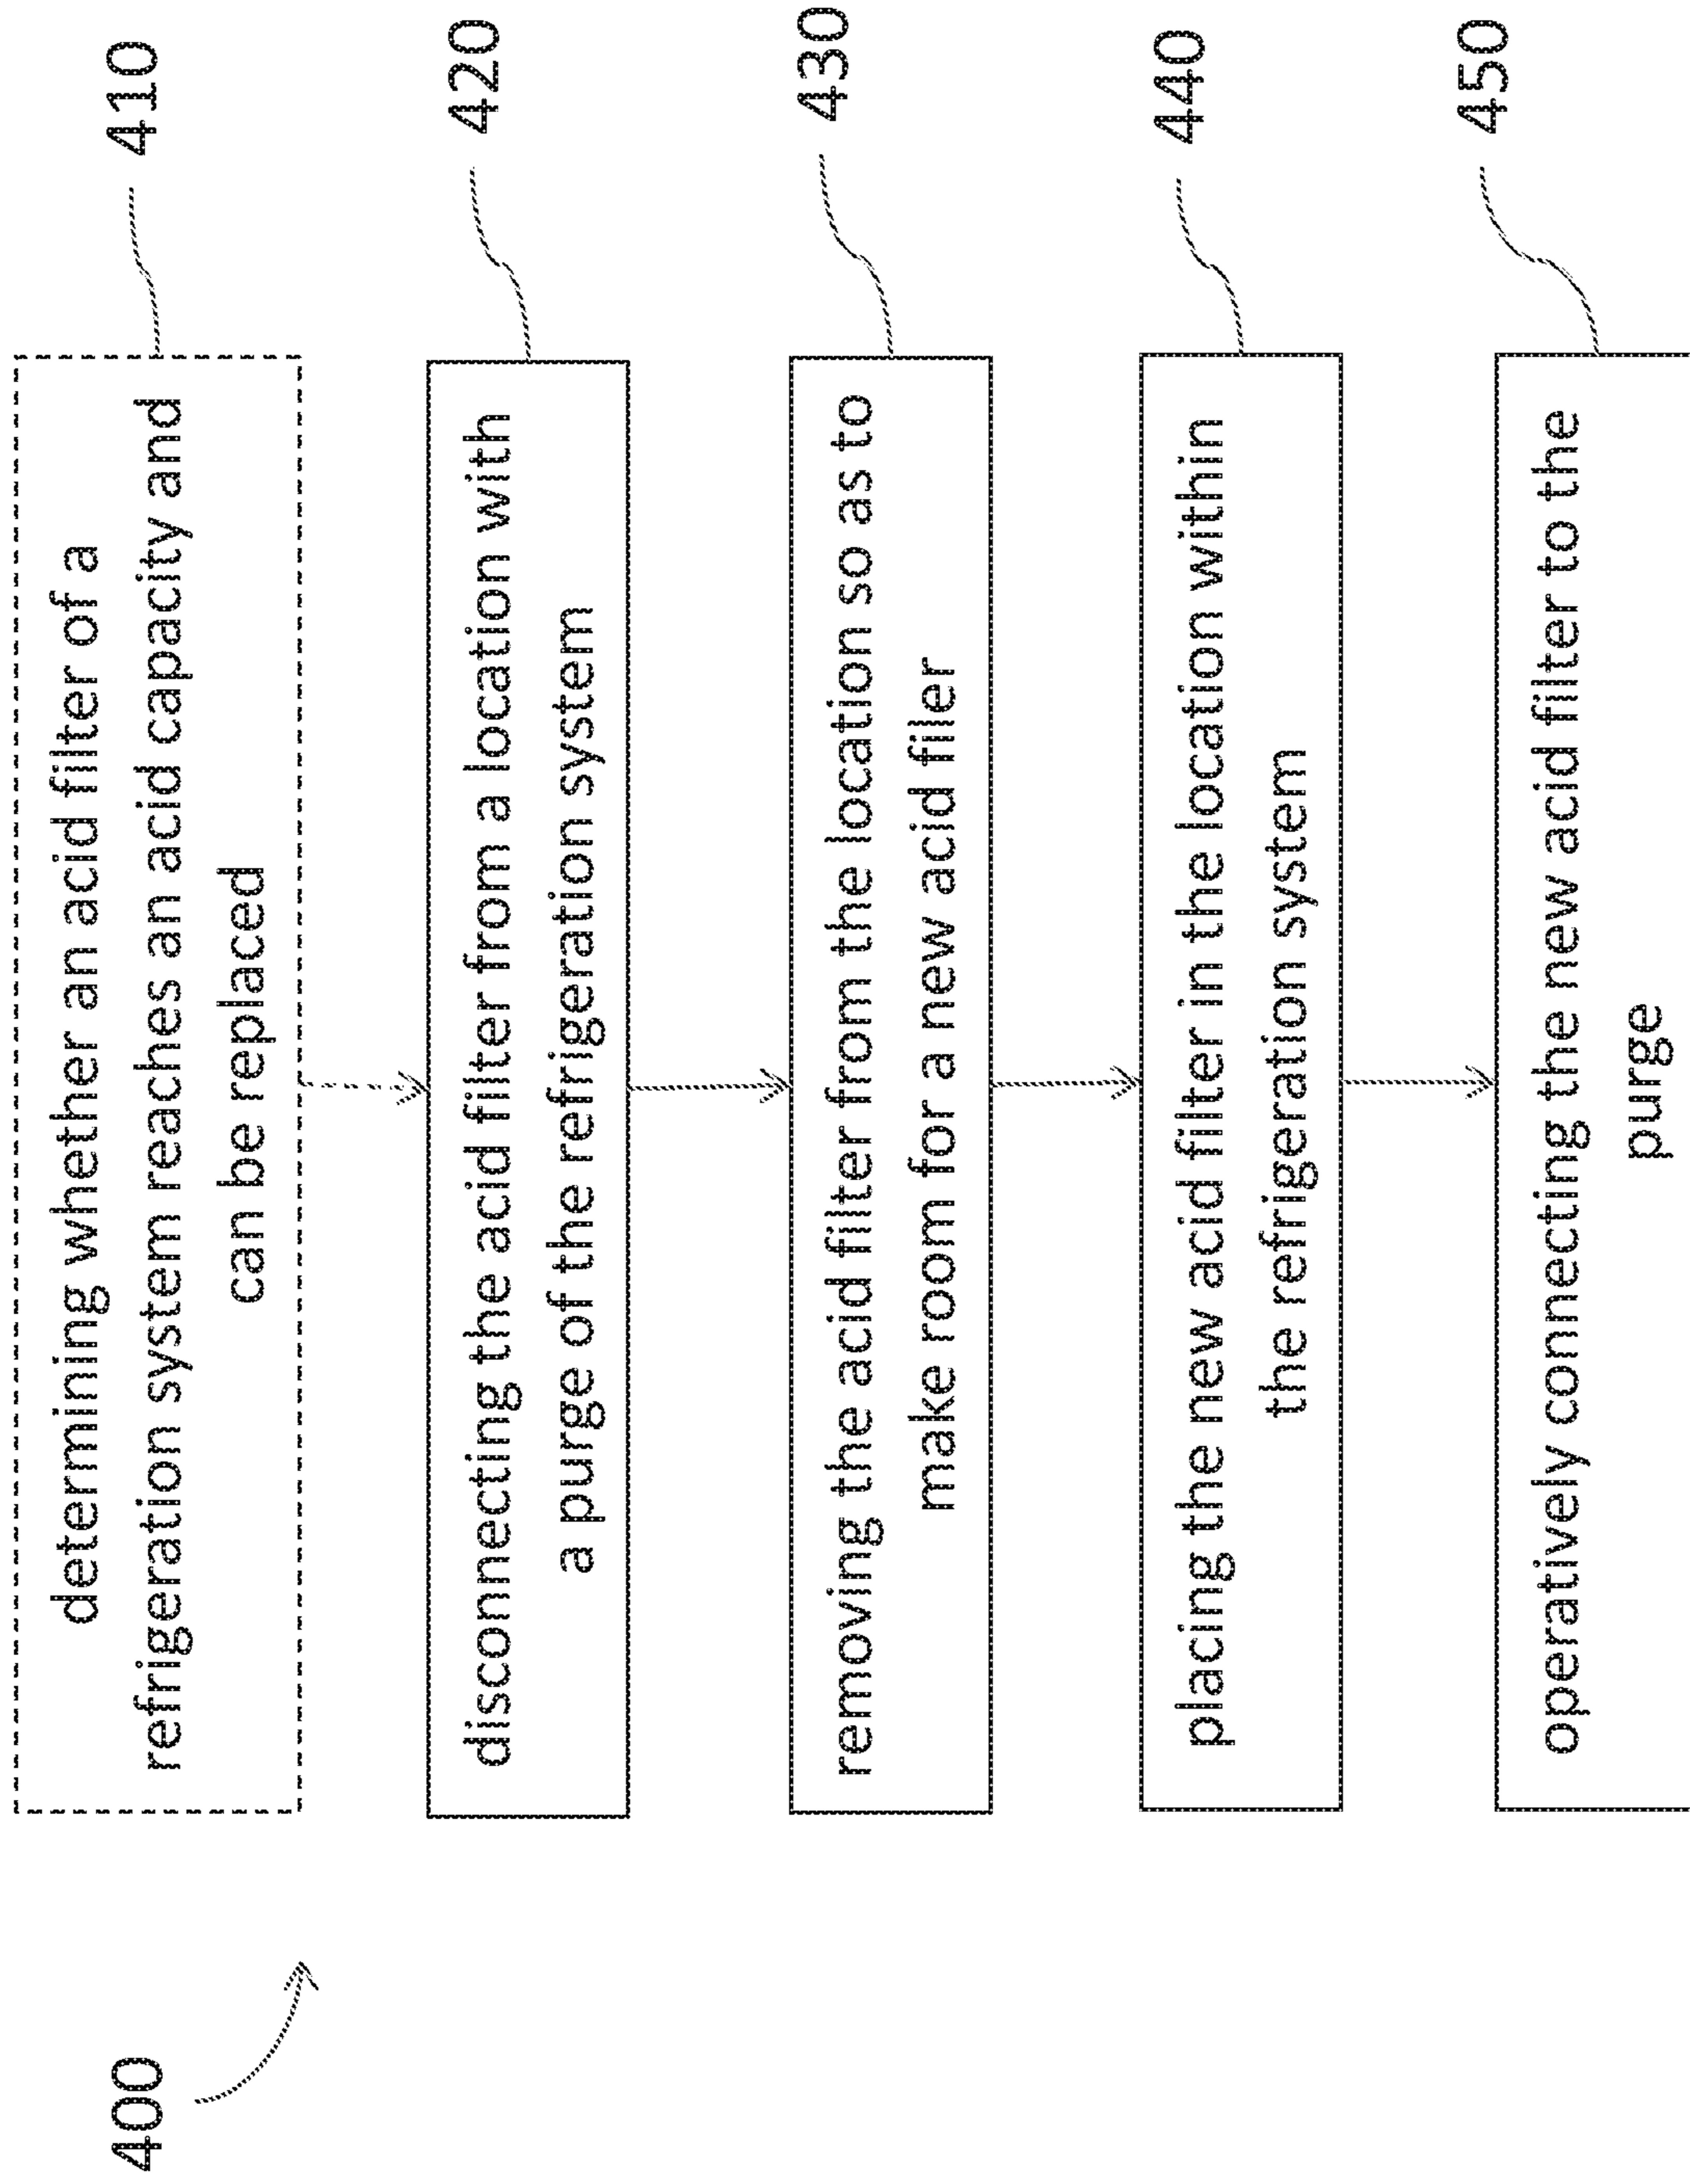 400
determining whether an acid filter of a
refrigeration system reaches an acid capacity and
can be replaced
410
disconnecting the acid filter from a location with
a purge of the refrigeration system
420
removing the acid filter from the location so as to
make room for a new acid filer
430
placing the new acid filter in the location within
the refrigeration system
440
operatively connecting the new acid filter to the
purge
450